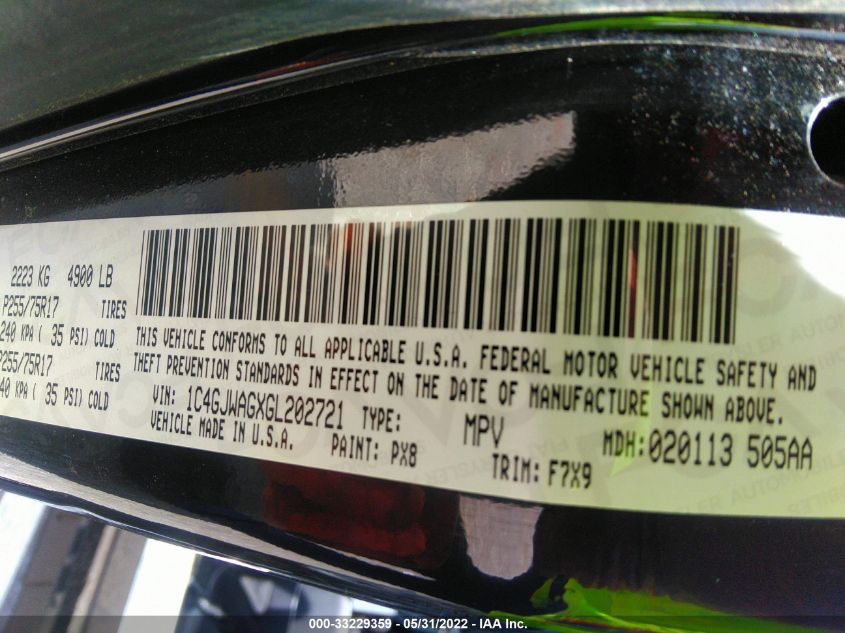 2223 KG 4900 LB
P255/75R17 TIRES
240 KPA ( 35 PSI) COLD
P255/75R17 TIRES
40 KPA ( 35 PSI) COLD
THIS VEHICLE CONFORMS TO ALL APPLICABLE U.S.A. FEDERAL MOTOR VEHICLE SAFETY AND
THEFT PREVENTION STANDARDS IN EFFECT ON THE DATE OF MANUFACTURE SHOWN ABOVE.
VIN: 1C4GJWAGXGL202721 TYPE: MPV MDH:020113 505AA
VEHICLE MADE IN U.S.A. PAINT: PX8 TRIM: F7X9
000-33229359 - 05/31/2022 - IAA Inc.